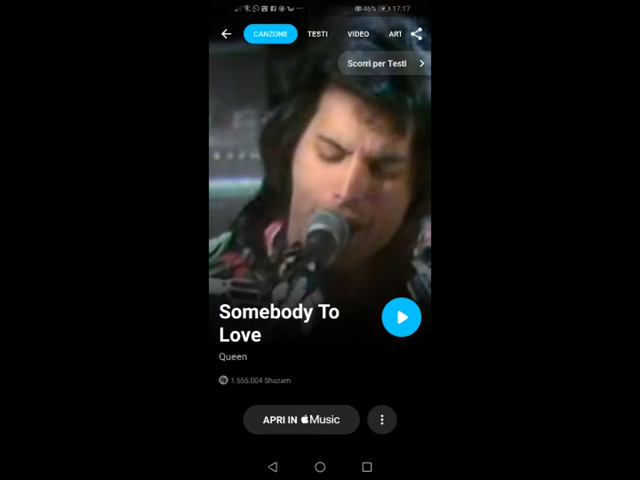 46% 17:17
CANZONE TESTI VIDEO ART
Scorri per Testi
Somebody To
Love
Queen
1.555.004 Shazam
APRI IN Music